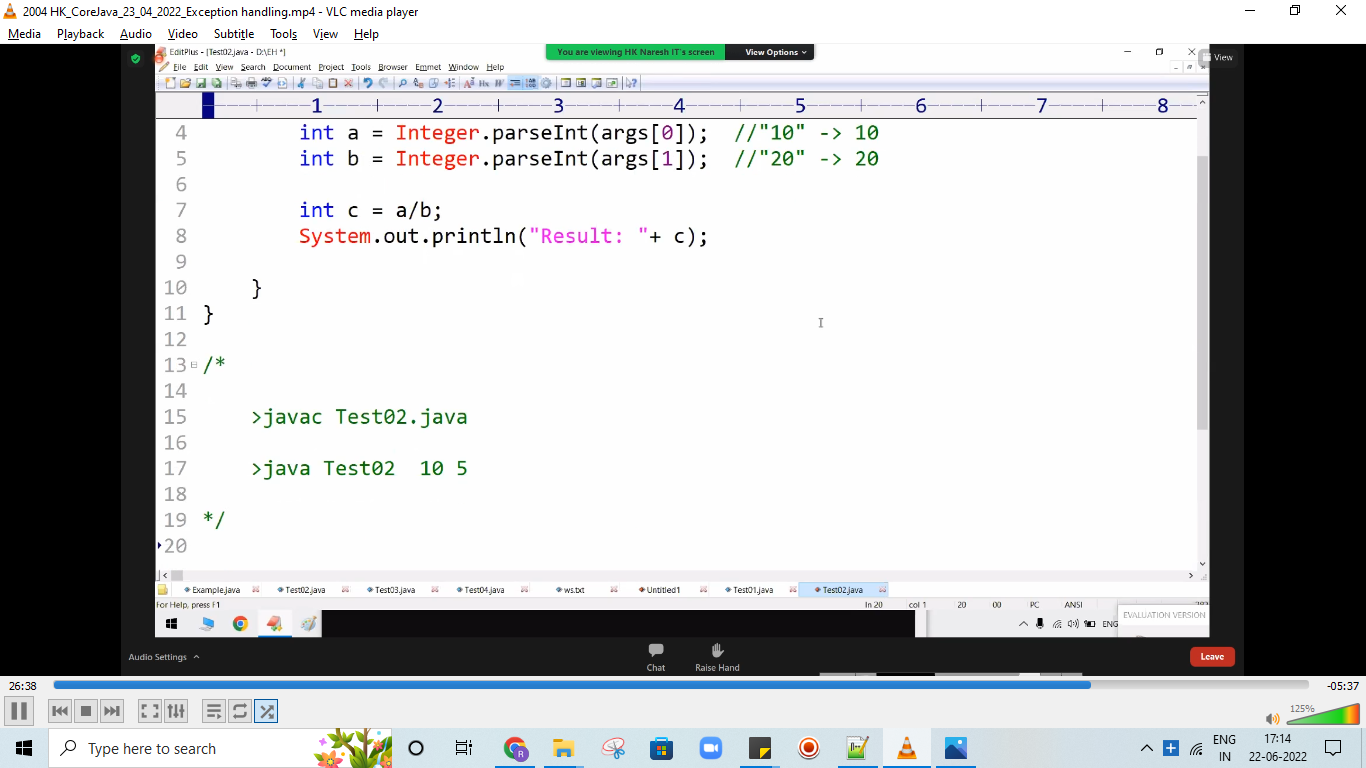 2004 HK_CoreJava_23_04_2022_Exception handling.mp4 - VLC media player
Media Playback Audio Video Subtitle Tools View Help
EditPlus - [Test02.java - D:\EH *]
You are viewing HK Naresh IT's screen View Options
View
File Edit View Search Document Project Tools Browser Emmet Window Help
1 2 3 4 5 6 7 8
4 int a = Integer.parseInt(args[0]); //"10" -> 10
5 int b = Integer.parseInt(args[1]); //"20" -> 20
6
7 int c = a/b;
8 System.out.println("Result: "+ c);
9
10 }
11 }
12
13 /*
14
15 >javac Test02.java
16
17 >java Test02 10 5
18
19 */
20
Example.java Test02.java Test03.java Test04.java ws.txt Untitled1 Test01.java Test02.java
For Help, press F1 ln 20 col 1 20 00 PC ANSI
EVALUATION VERSION
ENG
Audio Settings Chat Raise Hand Leave
26:38 -05:37
125%
Type here to search
ENG 17:14
IN 22-06-2022